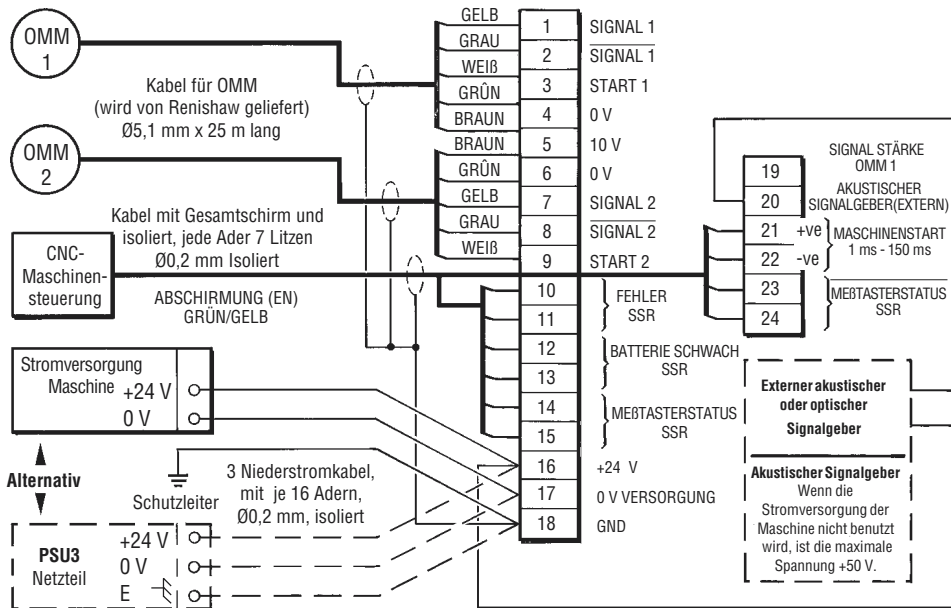 OMM
1
Kabel für OMM
(wird von Renishaw geliefert)
Ø5,1 mm x 25 m lang
OMM
2
Kabel mit Gesamtschirm und
isoliert, jede Ader 7 Litzen
Ø0,2 mm Isoliert
CNC-
Maschinen-
steuerung
ABSCHIRMUNG (EN)
GRÜN/GELB
Stromversorgung
Maschine
+24 V
0 V
Alternativ
Schutzleiter
3 Niederstromkabel,
mit je 16 Adern,
Ø0,2 mm, isoliert
PSU3
Netzteil
+24 V
0 V
E
GELB
GRAU
WEIß
GRÛN
BRAUN
BRAUN
GRÛN
GELB
GRAU
WEIß
1 SIGNAL 1
2 SIGNAL 1
3 START 1
4 0 V
5 10 V
6 0 V
7 SIGNAL 2
8 SIGNAL 2
9 START 2
10
11
FEHLER
SSR
12
13
BATTERIE SCHWACH
SSR
14
15
MEßTASTERSTATUS
SSR
16 +24 V
17 0 V VERSORGUNG
18 GND
19
SIGNAL STÄRKE
OMM 1
20
AKUSTISCHER
SIGNALGEBER(EXTERN)
21 +ve
22 -ve
MASCHINENSTART
1 ms - 150 ms
23
24
MEßTASTERSTATUS
SSR
Externer akustischer
oder optischer
Signalgeber
Akustischer Signalgeber
Wenn die
Stromversorgung der
Maschine nicht benutzt
wird, ist die maximale
Spannung +50 V.